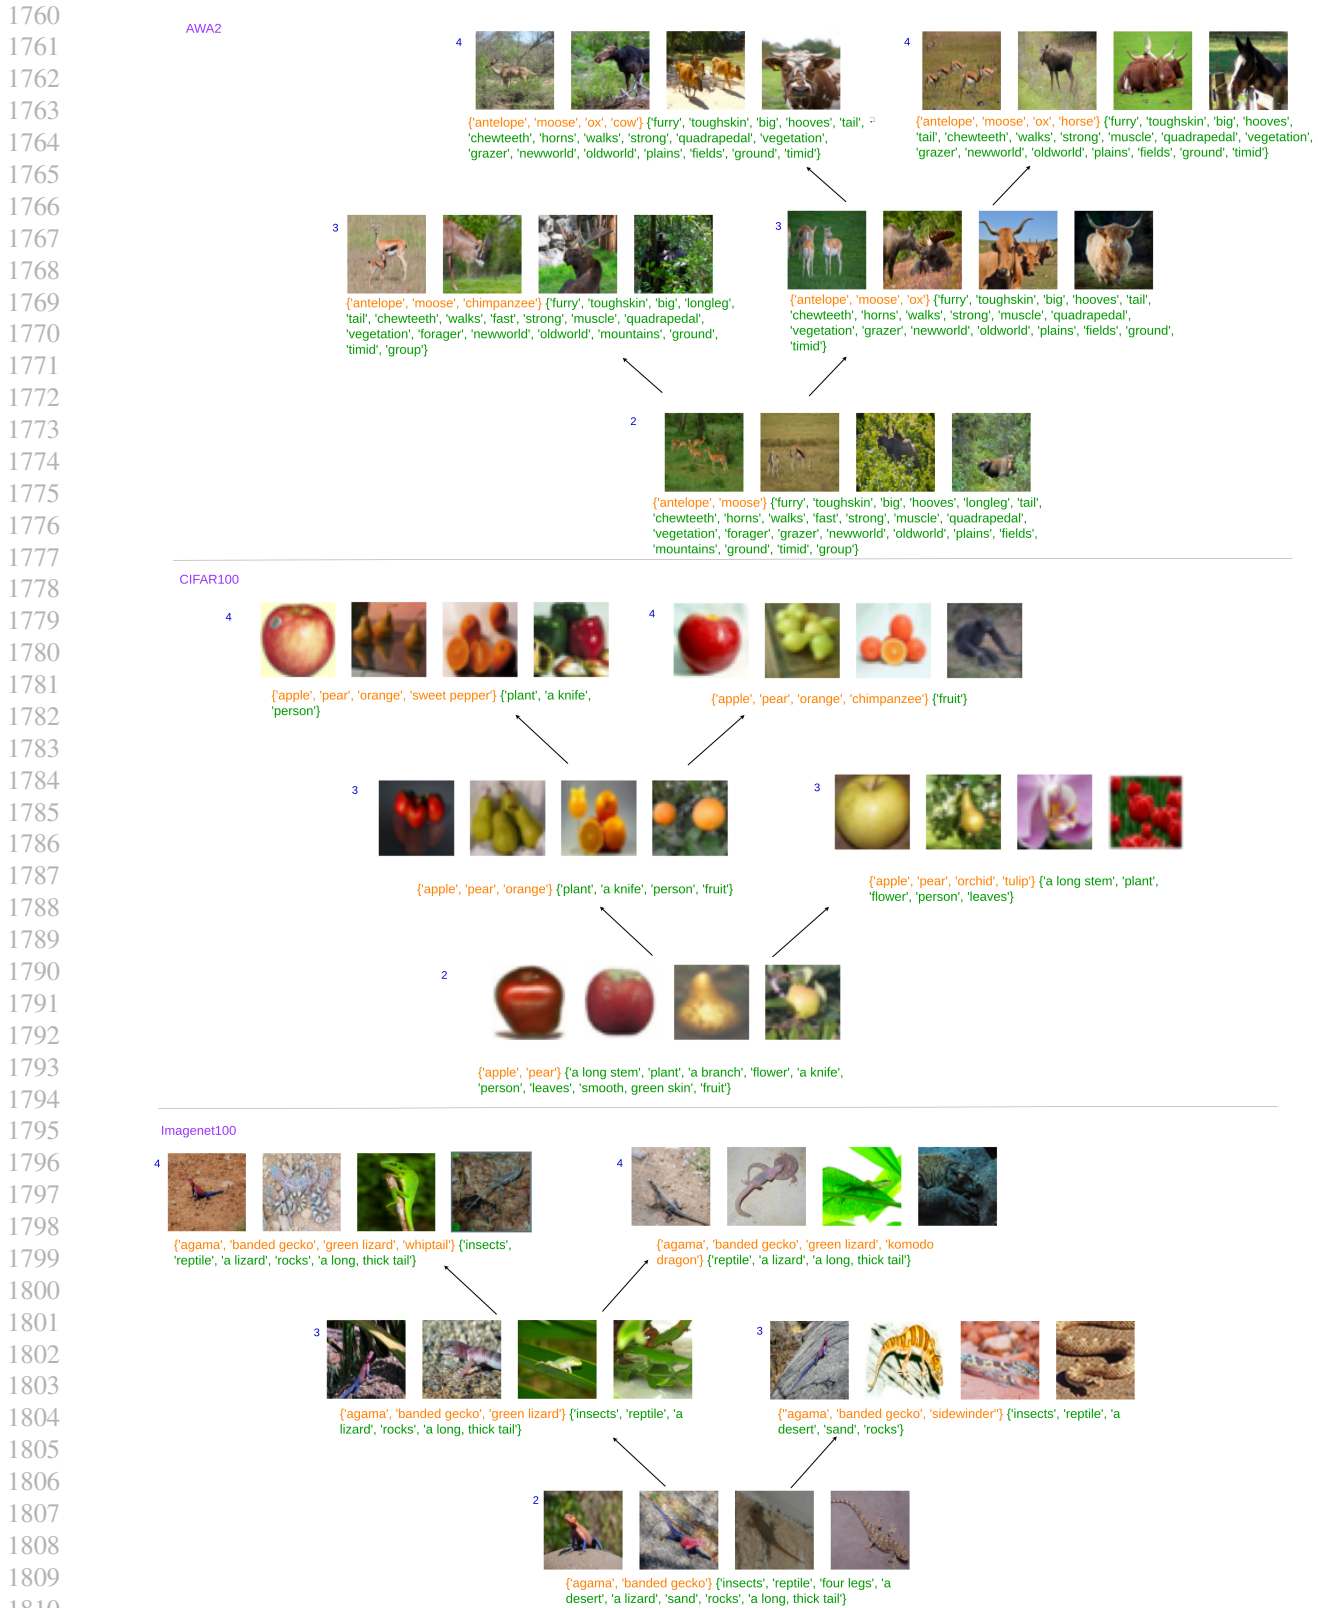 1760
AWA2
1761
4
4
1762
1763
{'antelope', 'moose', 'ox', 'cow'} {'furry', 'toughskin', 'big', 'hooves', 'tail',
'chewteeth', 'horns', 'walks', 'strong', 'quadrapedal', 'vegetation',
'grazer', 'newworld', 'oldworld', 'plains', 'fields', 'ground', 'timid'}
{'antelope', 'moose', 'ox', 'horse'} {'furry', 'toughskin', 'big', 'hooves',
'tail', 'chewteeth', 'walks', 'strong', 'muscle', 'quadrapedal', 'vegetation',
'grazer', 'newworld', 'oldworld', 'plains', 'fields', 'ground', 'timid'}
1764
1765
1766
1767
3
3
1768
1769
{'antelope', 'moose', 'chimpanzee'} {'furry', 'toughskin', 'big', 'longleg',
'tail', 'chewteeth', 'walks', 'fast', 'strong', 'muscle', 'quadrapedal',
'vegetation', 'forager', 'newworld', 'oldworld', 'mountains', 'ground',
'timid', 'group'}
{'antelope', 'moose', 'ox'} {'furry', 'toughskin', 'big', 'hooves', 'tail',
'chewteeth', 'horns', 'walks', 'strong', 'muscle', 'quadrapedal',
'vegetation', 'grazer', 'newworld', 'oldworld', 'plains', 'fields', 'ground',
'timid'}
1770
1771
1772
1773
2
1774
1775
{'antelope', 'moose'} {'furry', 'toughskin', 'big', 'hooves', 'longleg', 'tail',
'chewteeth', 'horns', 'walks', 'fast', 'strong', 'muscle', 'quadrapedal',
'vegetation', 'forager', 'grazer', 'newworld', 'oldworld', 'plains', 'fields',
'mountains', 'ground', 'timid', 'group'}
1776
1777
1778
CIFAR100
1779
4
4
1780
1781
{'apple', 'pear', 'orange', 'sweet pepper'} {'plant', 'a knife',
'person'}
{'apple', 'pear', 'orange', 'chimpanzee'} {'fruit'}
1782
1783
1784
3
3
1785
1786
1787
{'apple', 'pear', 'orange'} {'plant', 'a knife', 'person', 'fruit'}
{'apple', 'pear', 'orchid', 'tulip'} {'a long stem', 'plant',
'flower', 'person', 'leaves'}
1788
1789
1790
2
1791
1792
1793
{'apple', 'pear'} {'a long stem', 'plant', 'a branch', 'flower', 'a knife',
'person', 'leaves', 'smooth, green skin', 'fruit'}
1794
1795
Imagenet100
1796
4
4
1797
1798
{'agama', 'banded gecko', 'green lizard', 'whiptail'} {'insects',
'reptile', 'a lizard', 'rocks', 'a long, thick tail'}
{'agama', 'banded gecko', 'green lizard', 'komodo
dragon'} {'reptile', 'a lizard', 'a long, thick tail'}
1799
1800
1801
3
3
1802
1803
1804
{'agama', 'banded gecko', 'green lizard'} {'insects', 'reptile', 'a
lizard', 'rocks', 'a long, thick tail'}
{"agama', 'banded gecko', 'sidewinder"} {'insects', 'reptile', 'a
desert', 'sand', 'rocks'}
1805
1806
2
1807
1808
1809
{'agama', 'banded gecko'} {'insects', 'reptile', 'four legs', 'a
desert', 'a lizard', 'sand', 'rocks', 'a long, thick tail'}
1810